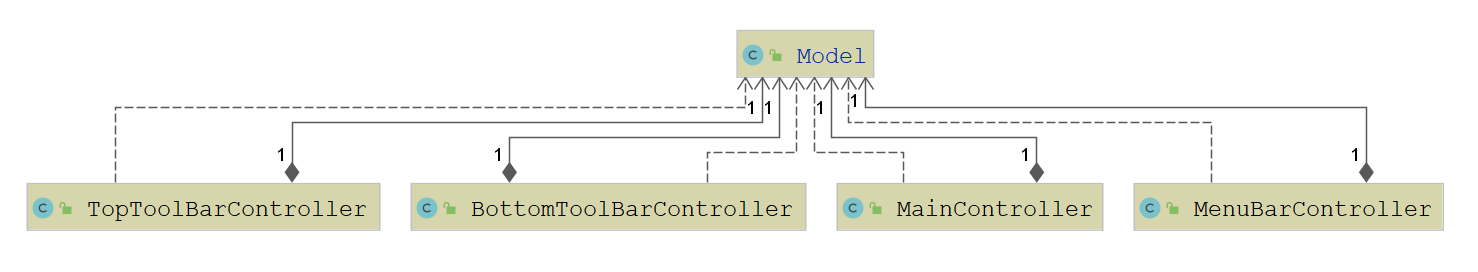 C Model
1 1 1 1
1 1 1 1
C TopToolBarController C BottomToolBarController C MainController C MenuBarController